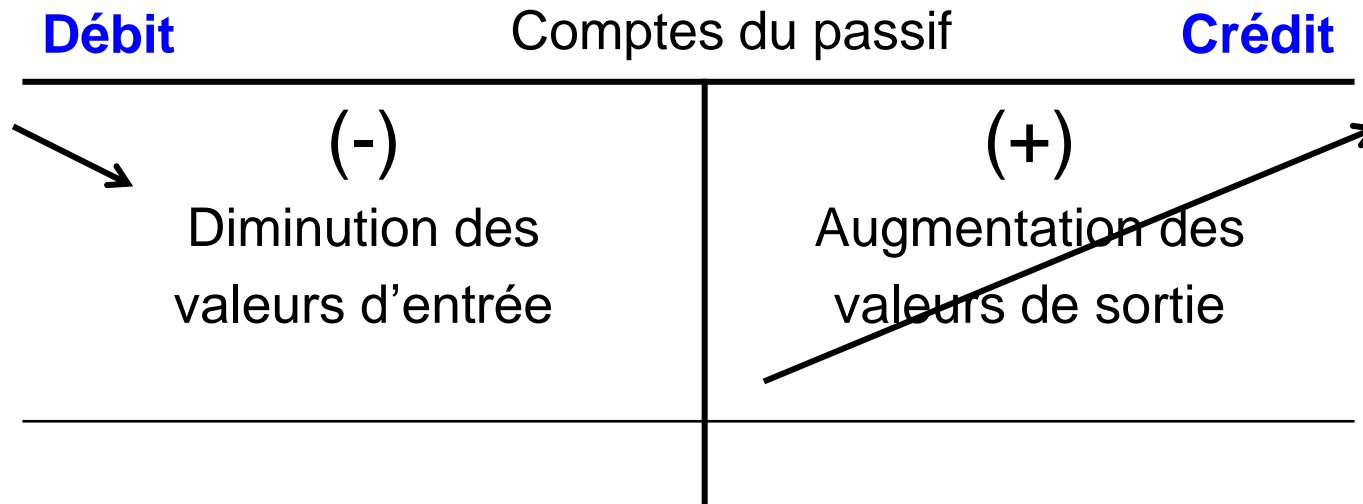 Débit Comptes du passif Crédit
(-) (+)
Diminution des Augmentation des
valeurs d’entrée valeurs de sortie